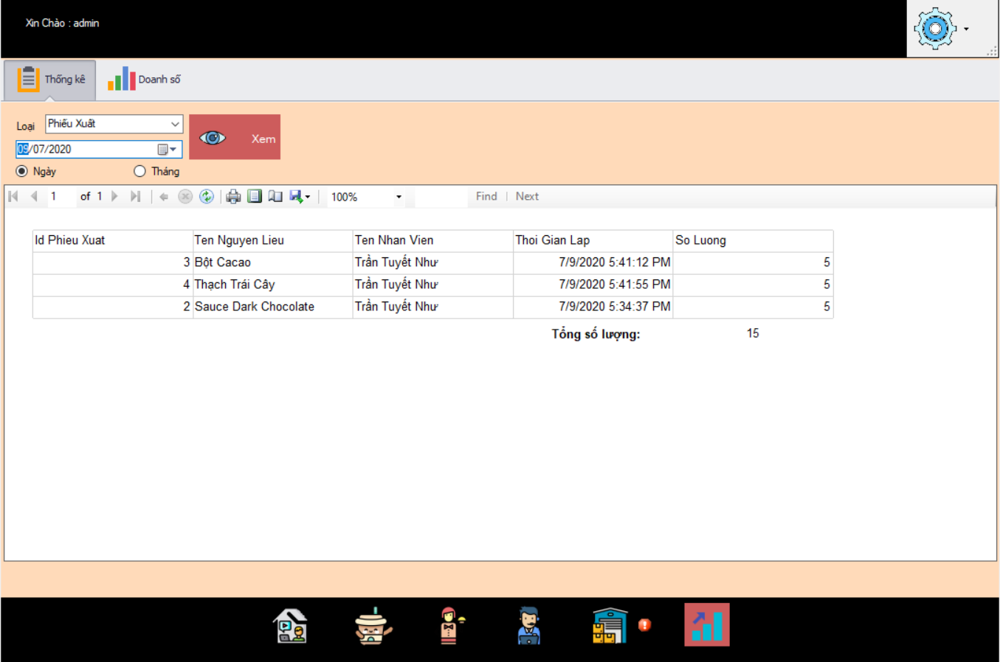 Xin Chào : admin
Thống kê
Doanh số
Loại
Phiếu Xuất
Xem
09/07/2020
Ngày
Tháng
1 of 1
100%
Find | Next
Id Phieu Xuat Ten Nguyen Lieu Ten Nhan Vien Thoi Gian Lap So Luong
3 Bột Cacao Trần Tuyết Như 7/9/2020 5:41:12 PM 5
4 Thạch Trái Cây Trần Tuyết Như 7/9/2020 5:41:55 PM 5
2 Sauce Dark Chocolate Trần Tuyết Như 7/9/2020 5:34:37 PM 5
Tổng số lượng: 15